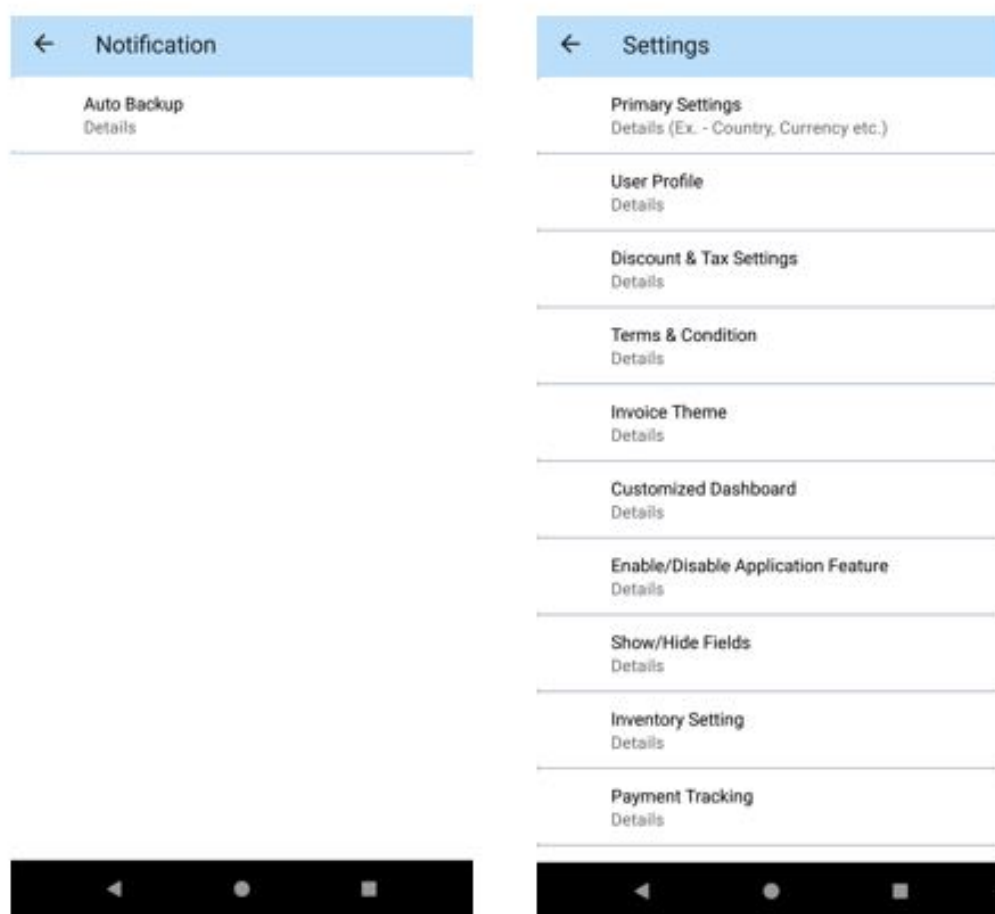 Notification
Auto Backup
Details
Settings
Primary Settings
Details (Ex. - Country, Currency etc.)
User Profile
Details
Discount & Tax Settings
Details
Terms & Condition
Details
Invoice Theme
Details
Customized Dashboard
Details
Enable/Disable Application Feature
Details
Show/Hide Fields
Details
Inventory Setting
Details
Payment Tracking
Details